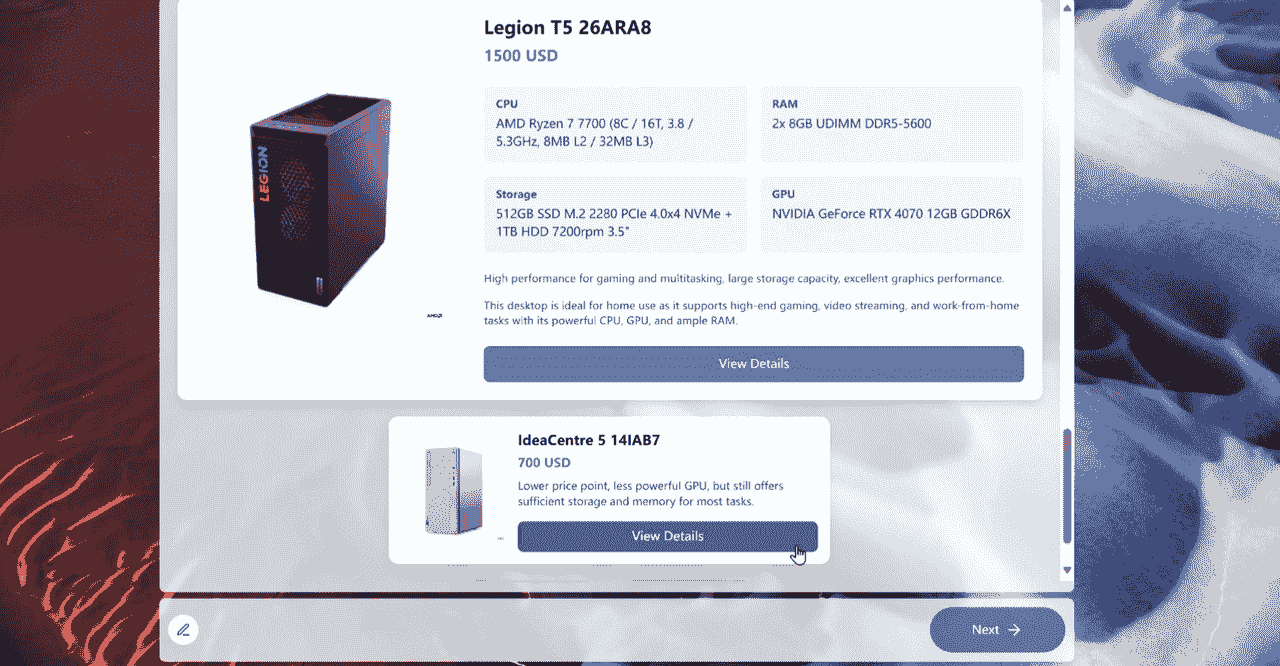 Legion T5 26ARA8
1500 USD
CPU
AMD Ryzen 7 7700 (8C / 16T, 3.8 /
5.3GHz, 8MB L2 / 32MB L3)
RAM
2x 8GB UDIMM DDR5-5600
LEGION
Storage
512GB SSD M.2 2280 PCIe 4.0x4 NVMe +
1TB HDD 7200rpm 3.5"
GPU
NVIDIA GeForce RTX 4070 12GB GDDR6X
High performance for gaming and multitasking, large storage capacity, excellent graphics performance.
This desktop is ideal for home use as it supports high-end gaming, video streaming, and work-from-home
tasks with its powerful CPU, GPU, and ample RAM.
View Details
IdeaCentre 5 14IAB7
700 USD
Lower price point, less powerful GPU, but still offers
sufficient storage and memory for most tasks.
View Details
Next